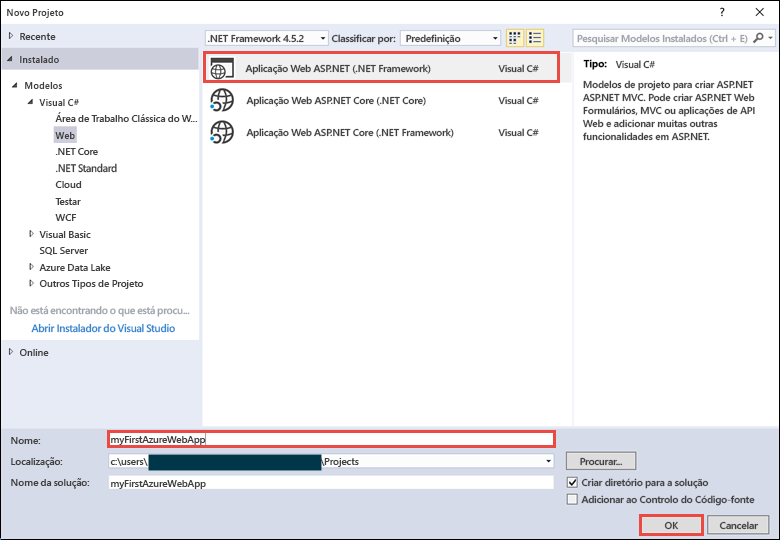 Novo Projeto
? ×
Recente
Instalado
Modelos
Visual C#
Área de Trabalho Clássica do W...
Web
.NET Core
.NET Standard
Cloud
Testar
WCF
Visual Basic
SQL Server
Azure Data Lake
Outros Tipos de Projeto
Não está encontrando o que está procu...
Abrir Instalador do Visual Studio
Online
.NET Framework 4.5.2 Classificar por: Predefinição
Aplicação Web ASP.NET (.NET Framework) Visual C#
Aplicação Web ASP.NET Core (.NET Core) Visual C#
Aplicação Web ASP.NET Core (.NET Framework) Visual C#
Pesquisar Modelos Instalados (Ctrl + E)
Tipo: Visual C#
Modelos de projeto para criar ASP.NET
ASP.NET MVC. Pode criar ASP.NET Web
Formulários, MVC ou aplicações de API
Web e adicionar muitas outras
funcionalidades em ASP.NET.
Nome: myFirstAzureWebApp
Localização: c:\users\ \Projects
Procurar...
Nome da solução: myFirstAzureWebApp
Criar diretório para a solução
Adicionar ao Controlo do Código-fonte
OK
Cancelar